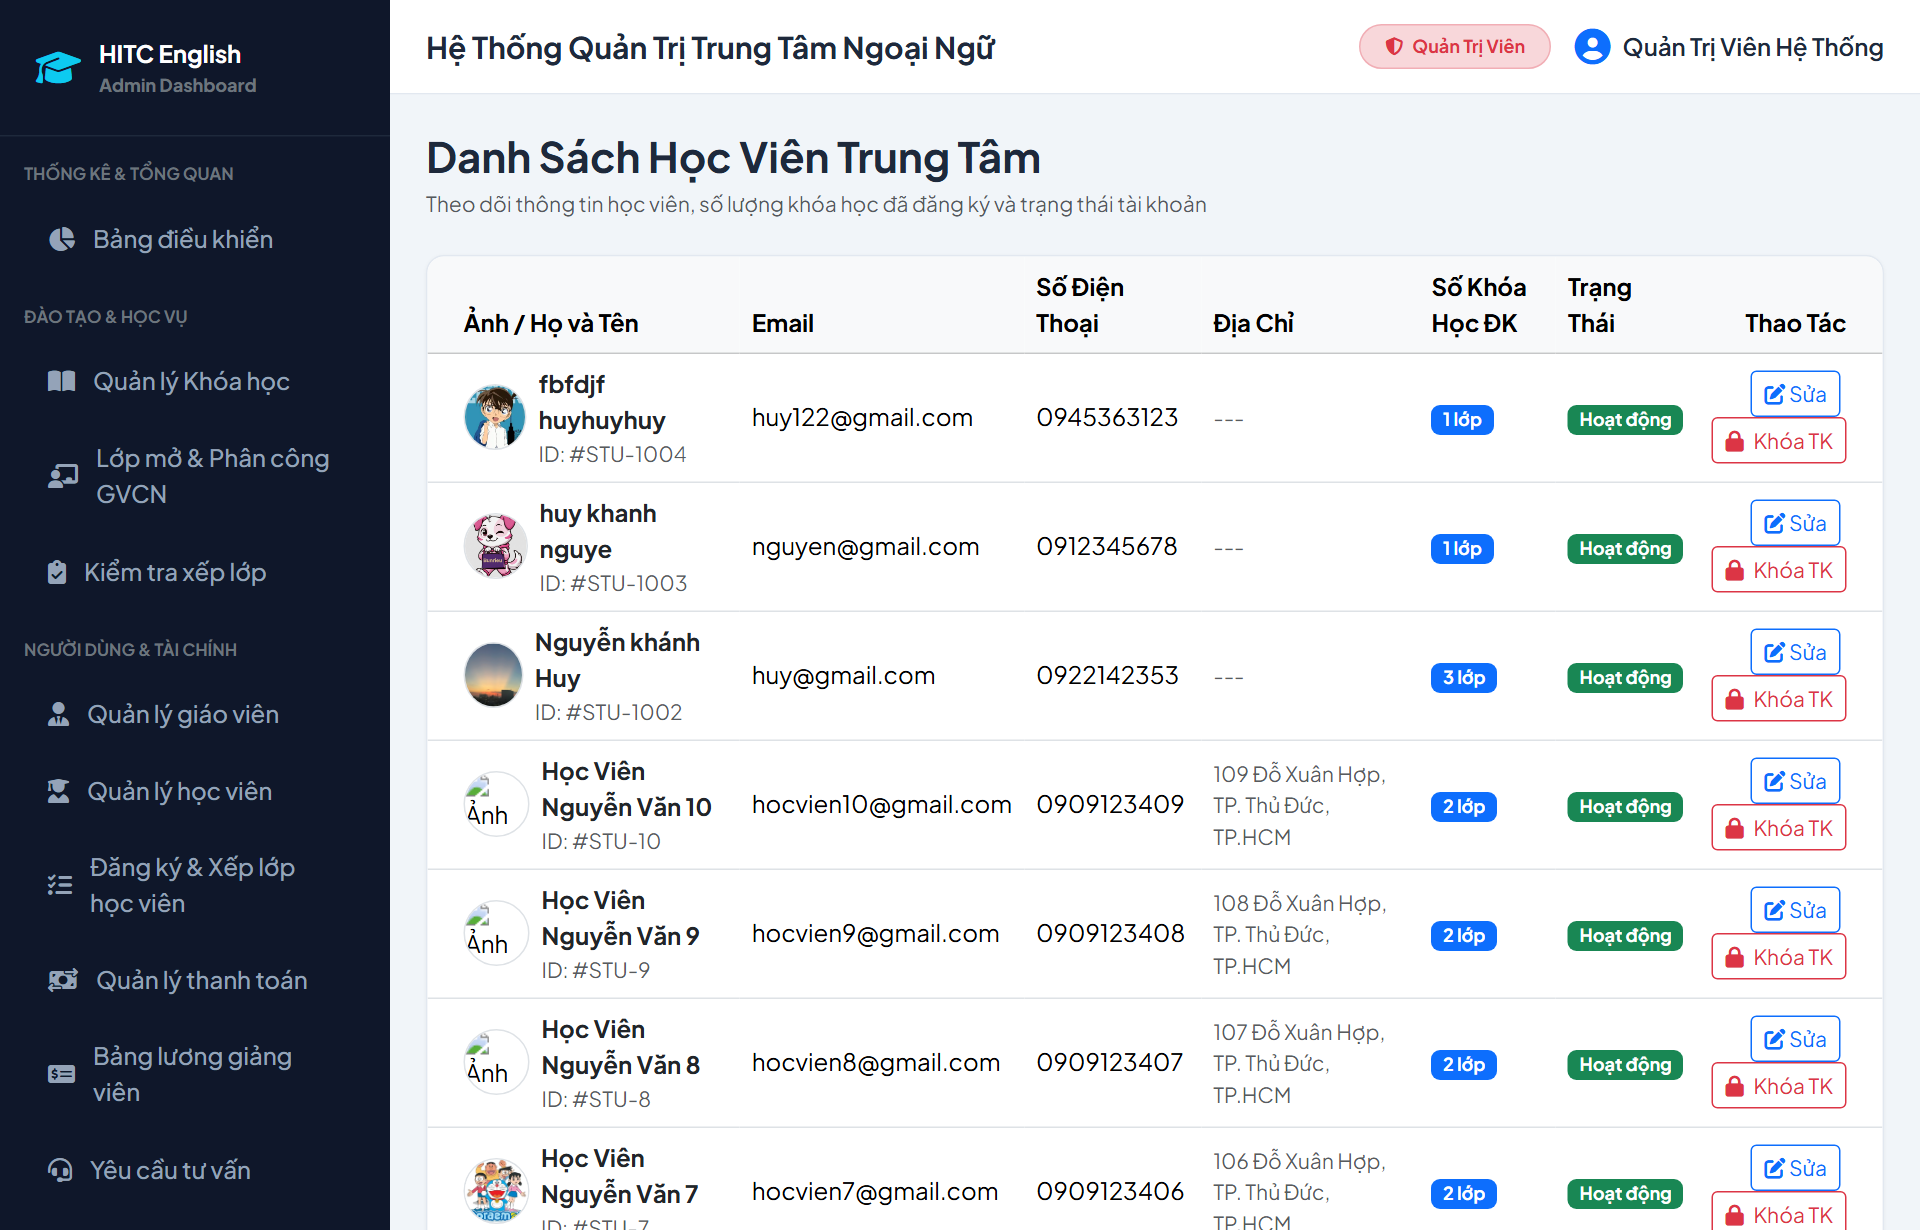 HITC English
Admin Dashboard
THỐNG KÊ & TỔNG QUAN
Bảng điều khiển
ĐÀO TẠO & HỌC VỤ
Quản lý Khóa học
Lớp mở & Phân công
GVCN
Kiểm tra xếp lớp
NGƯỜI DÙNG & TÀI CHÍNH
Quản lý giáo viên
Quản lý học viên
Đăng ký & Xếp lớp
học viên
Quản lý thanh toán
Bảng lương giảng
viên
Yêu cầu tư vấn
Hệ Thống Quản Trị Trung Tâm Ngoại Ngữ
Quản Trị Viên
Quản Trị Viên Hệ Thống
Danh Sách Học Viên Trung Tâm
Theo dõi thông tin học viên, số lượng khóa học đã đăng ký và trạng thái tài khoản
Ảnh / Họ và Tên
Email
Số Điện
Thoại
Địa Chỉ
Số Khóa
Học ĐK
Trạng
Thái
Thao Tác
fbfdjf
huyhuyhuy
ID: #STU-1004
huy122@gmail.com
0945363123
---
1 lớp
Hoạt động
Sửa
Khóa TK
huy khanh
nguye
ID: #STU-1003
nguyen@gmail.com
0912345678
---
1 lớp
Hoạt động
Sửa
Khóa TK
Nguyễn khánh
Huy
ID: #STU-1002
huy@gmail.com
0922142353
---
3 lớp
Hoạt động
Sửa
Khóa TK
Ảnh
Học Viên
Nguyễn Văn 10
ID: #STU-10
hocvien10@gmail.com
0909123409
109 Đỗ Xuân Hợp,
TP. Thủ Đức,
TP.HCM
2 lớp
Hoạt động
Sửa
Khóa TK
Ảnh
Học Viên
Nguyễn Văn 9
ID: #STU-9
hocvien9@gmail.com
0909123408
108 Đỗ Xuân Hợp,
TP. Thủ Đức,
TP.HCM
2 lớp
Hoạt động
Sửa
Khóa TK
Ảnh
Học Viên
Nguyễn Văn 8
ID: #STU-8
hocvien8@gmail.com
0909123407
107 Đỗ Xuân Hợp,
TP. Thủ Đức,
TP.HCM
2 lớp
Hoạt động
Sửa
Khóa TK
Học Viên
Nguyễn Văn 7
ID: #STU-7
hocvien7@gmail.com
0909123406
106 Đỗ Xuân Hợp,
TP. Thủ Đức,
TP.HCM
2 lớp
Hoạt động
Sửa
Khóa TK